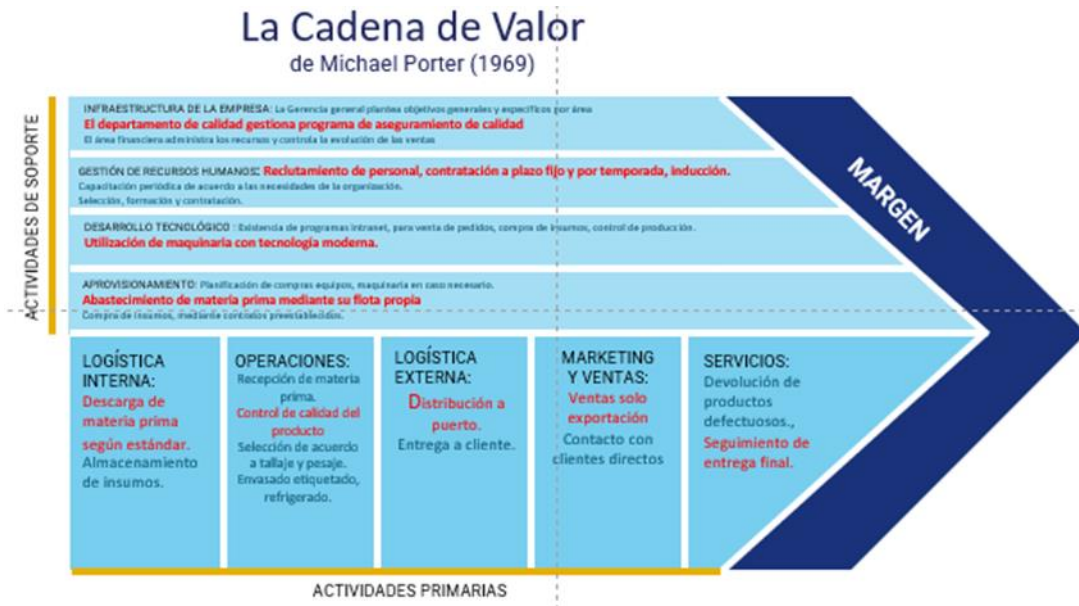 La Cadena de Valor
de Michael Porter (1969)
ACTIVIDADES DE SOPORTE
INFRAESTRUCTURA DE LA EMPRESA: La Gerencia general plantea objetivos generales y específicos por área
El departamento de calidad gestiona programa de aseguramiento de calidad
El área financiera administra los recursos y controla la evolución de las ventas
GESTIÓN DE RECURSOS HUMANOS: Reclutamiento de personal, contratación a plazo fijo y por temporada, inducción.
Capacitación periódica de acuerdo a las necesidades de la organización.
Selección, formación y contratación.
DESARROLLO TECNOLÓGICO : Existencia de programas intranet, para venta de pedidos, compra de insumos, control de producción.
Utilización de maquinaria con tecnología moderna.
APROVISIONAMIENTO: Planificación de compras equipos, maquinaria en caso necesario.
Abastecimiento de materia prima mediante su flota propia
Compra de insumos, mediante contratos preestablecidos.
MARGEN
LOGÍSTICA
INTERNA:
Descarga de
materia prima
según estándar.
Almacenamiento
de insumos.
OPERACIONES:
Recepción de materia
prima.
Control de calidad del
producto
Selección de acuerdo
a tallaje y pesaje.
Envasado etiquetado,
refrigerado.
LOGÍSTICA
EXTERNA:
Distribución a
puerto.
Entrega a cliente.
MARKETING
Y VENTAS:
Ventas solo
exportación
Contacto con
clientes directos
SERVICIOS:
Devolución de
productos
defectuosos.,
Seguimiento de
entrega final.
ACTIVIDADES PRIMARIAS